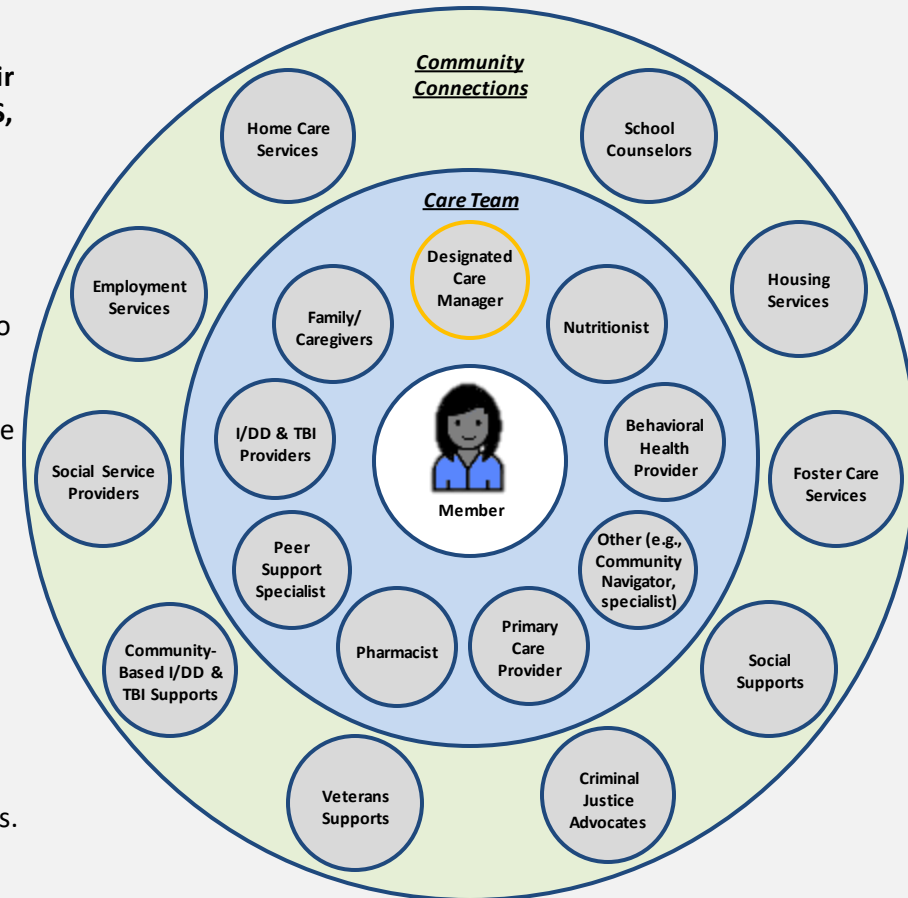 ir
S,
o
e
s.
Community
Connections
Home Care
Services
School
Counselors
Employment
Services
Housing
Services
Social Service
Providers
Foster Care
Services
Community-
Based I/DD &
TBI Supports
Social
Supports
Veterans
Supports
Criminal
Justice
Advocates
Care Team
Designated
Care
Manager
Family/
Caregivers
Nutritionist
I/DD & TBI
Providers
Behavioral
Health
Provider
Peer
Support
Specialist
Other (e.g.,
Community
Navigator,
specialist)
Pharmacist
Primary
Care
Provider
Member